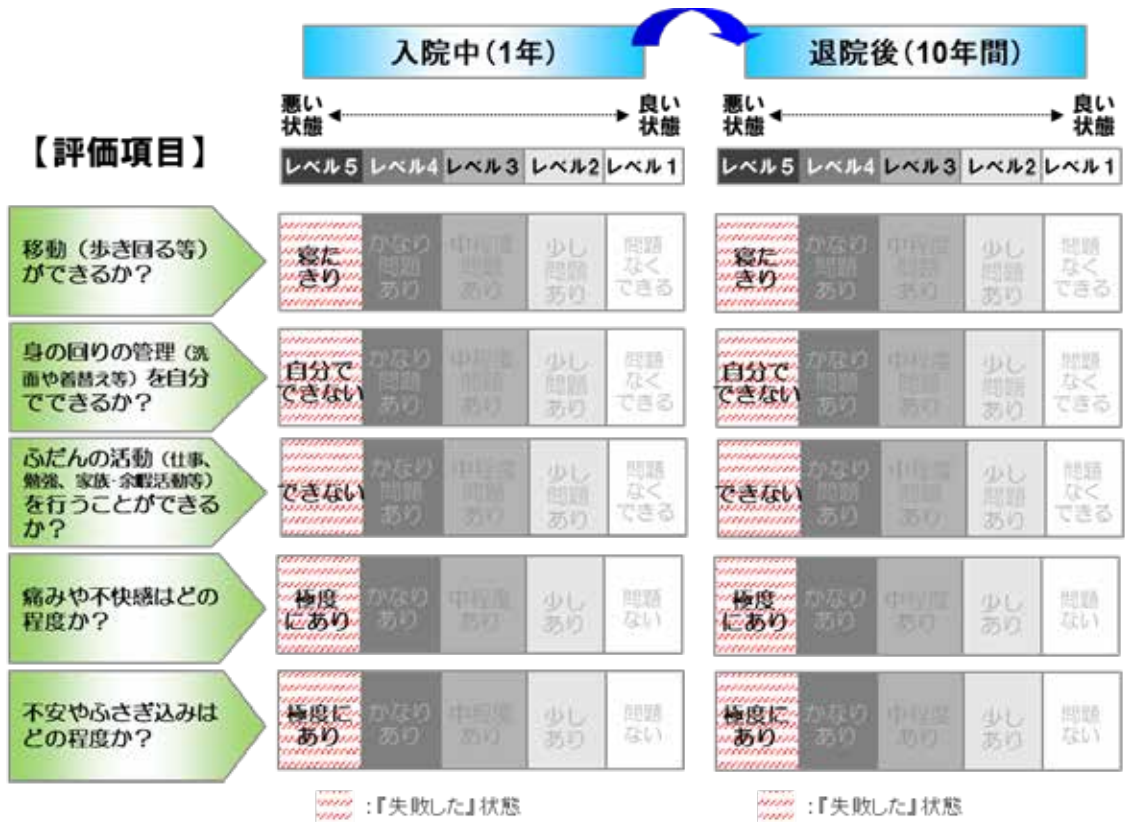 入院中(1年)
退院後(10年間)
悪い
状態
良い
状態
悪い
状態
良い
状態
【評価項目】
レベル5 レベル4 レベル3 レベル2 レベル1
レベル5 レベル4 レベル3 レベル2 レベル1
移動（歩き回る等）
ができるか？
寝た
きり
かなり
問題
あり
中程度
問題
あり
少し
問題
あり
問題
なく
できる
寝た
きり
かなり
問題
あり
中程度
問題
あり
少し
問題
あり
問題
なく
できる
身の回りの管理（洗
面や着替え等）を自分
でできるか？
自分で
できない
かなり
問題
あり
中程度
問題
あり
少し
問題
あり
問題
なく
できる
自分で
できない
かなり
問題
あり
中程度
問題
あり
少し
問題
あり
問題
なく
できる
ふだんの活動（仕事、
勉強、家族・余暇活動等）
を行うことができる
か？
できない
かなり
問題
あり
中程度
問題
あり
少し
問題
あり
問題
なく
できる
できない
かなり
問題
あり
中程度
問題
あり
少し
問題
あり
問題
なく
できる
痛みや不快感はどの
程度か？
極度
にあり
かなり
あり
中程度
あり
少し
あり
問題
ない
極度
にあり
かなり
あり
中程度
あり
少し
あり
問題
ない
不安やふさぎ込みは
どの程度か？
極度に
あり
かなり
あり
中程度
あり
少し
あり
問題
ない
極度に
あり
かなり
あり
中程度
あり
少し
あり
問題
ない
:『失敗した』状態
:『失敗した』状態